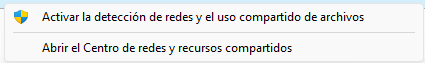 Activar la detección de redes y el uso compartido de archivos
Abrir el Centro de redes y recursos compartidos